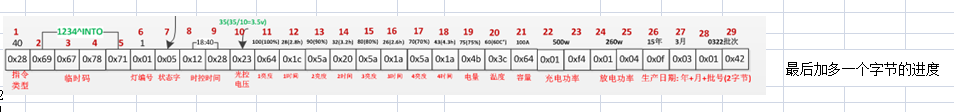 35(35/10=3.5v)
1234^INTO
1 2 3 4 5 6 7 8 9 10 11 12 13 14 15 16 17 18 19 20 21 22 23 24 25 26 27 28 29
40 1 18:40 100(100%) 28(2.8h) 90(90%) 32(3.2h) 80(80%) 26(2.6h) 70(70%) 75(75%) 60(60℃) 100A 500w 260w 15年 3月 0322批次
0x28 0x69 0x67 0x78 0x71 0x01 0x05 0x12 0x28 0x23 0x64 0x1c 0x5a 0x20 0x5a 0x1a 0x5a 0x1a 0x4b 0x3c 0x64 0x01 0xf4 0x01 0x04 0x0f 0x03 0x01 0x42
最后加多一个字节的进度
指令 临时码 灯编号 状态字 时控时间 光控 1亮度 1时间 2亮度 2时间 3亮度 3时间 4亮度 4时间 电量 温度 容量 充电功率 放电功率 生产日期: 年+月+批号(2字节)
类型 电压